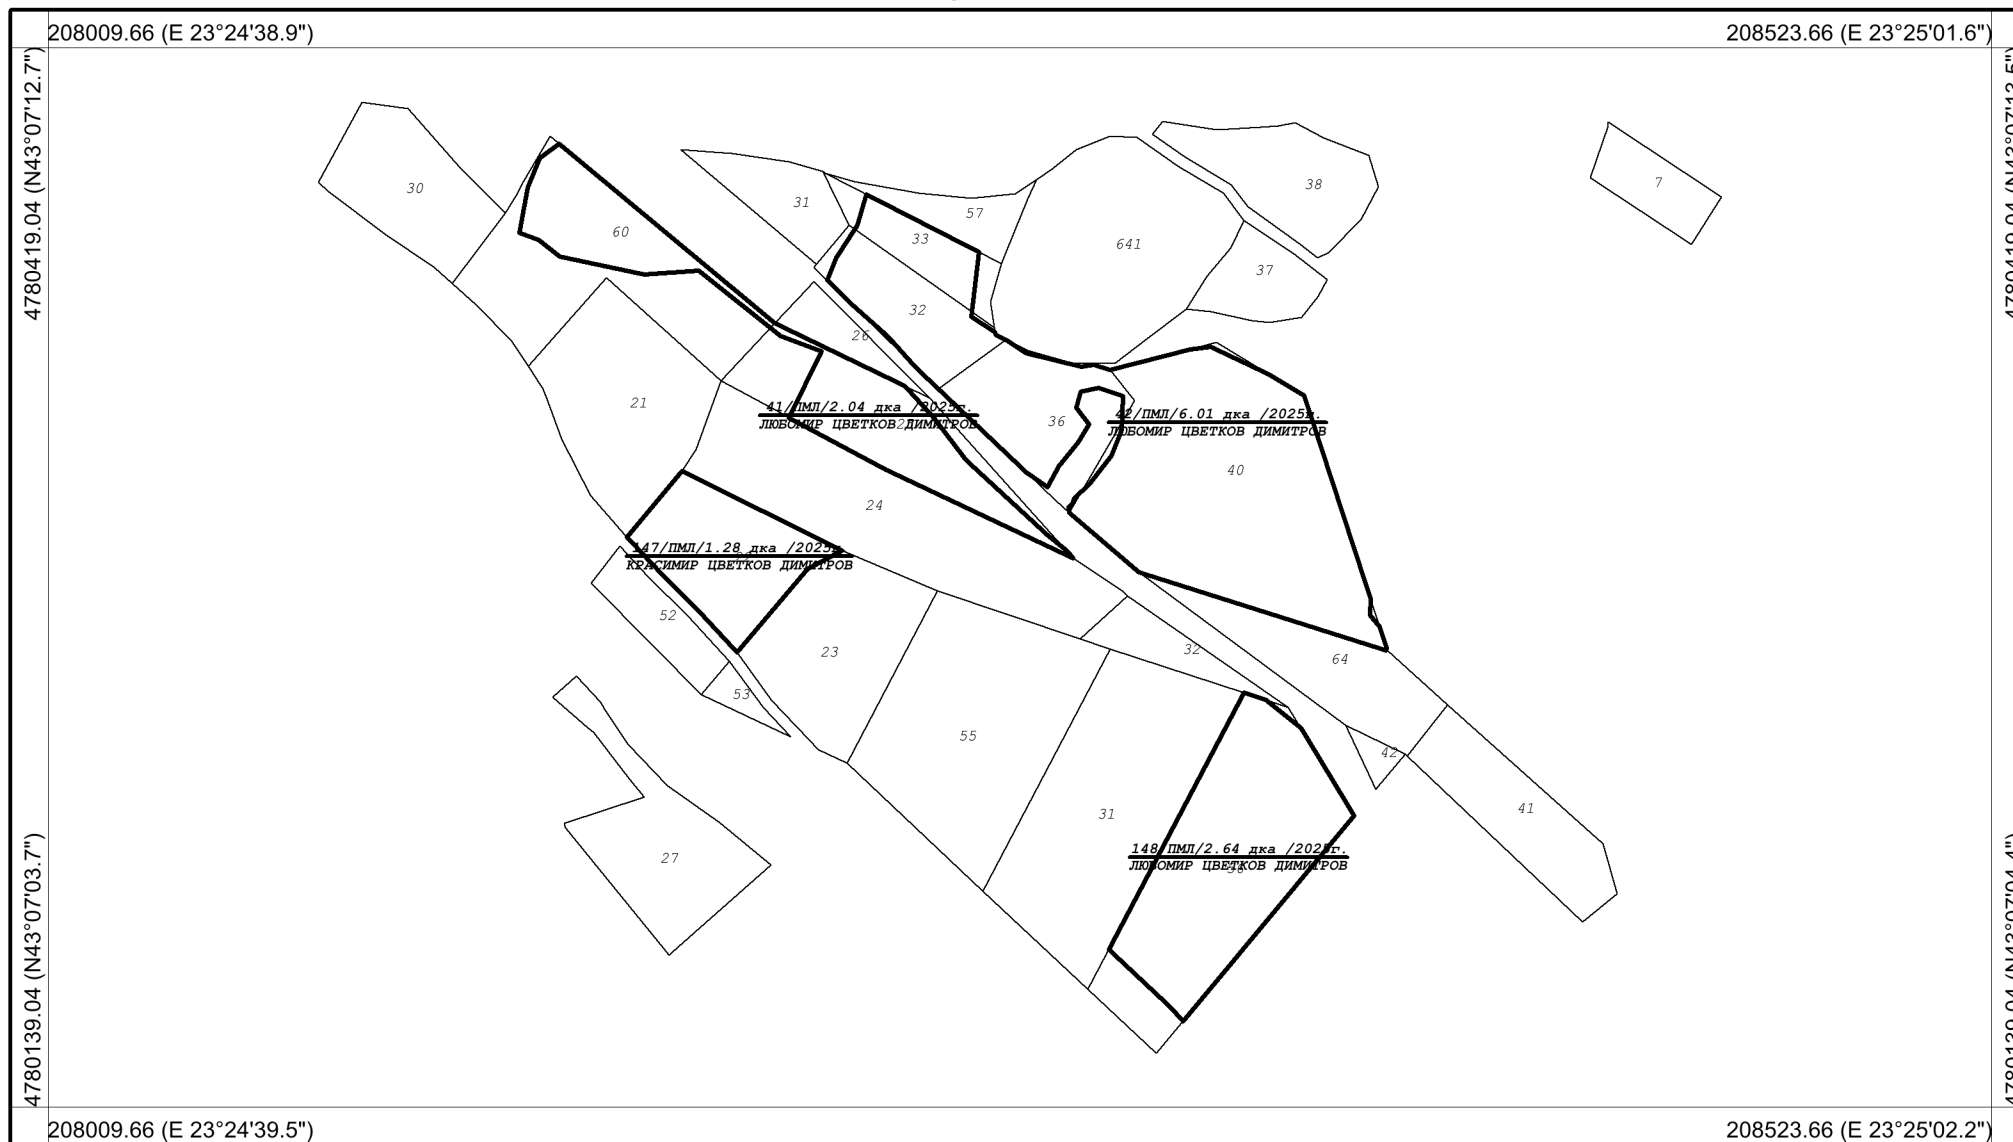 208009.66 (E 23°24'38.9")
208523.66 (E 23°25'01.6")
4780419.04 (N43°07'12.7")
30
60
31
57
33
641
38
7
37
32
26
21
36
41/ПМЛ/2.04 дка /2025г.
ЛЮБОМИР ЦВЕТКОВ ДИМИТРОВ
42/ПМЛ/6.01 дка /2025г.
ЛЮБОМИР ЦВЕТКОВ ДИМИТРОВ
40
24
147/ПМЛ/1.28 дка /2025г.
КРАСИМИР ЦВЕТКОВ ДИМИТРОВ
52
23
32
64
53
55
42
31
41
27
148/ПМЛ/2.64 дка /2025г.
ЛЮБОМИР ЦВЕТКОВ ДИМИТРОВ
4780139.04 (N43°07'03.7")
208009.66 (E 23°24'39.5")
208523.66 (E 23°25'02.2")